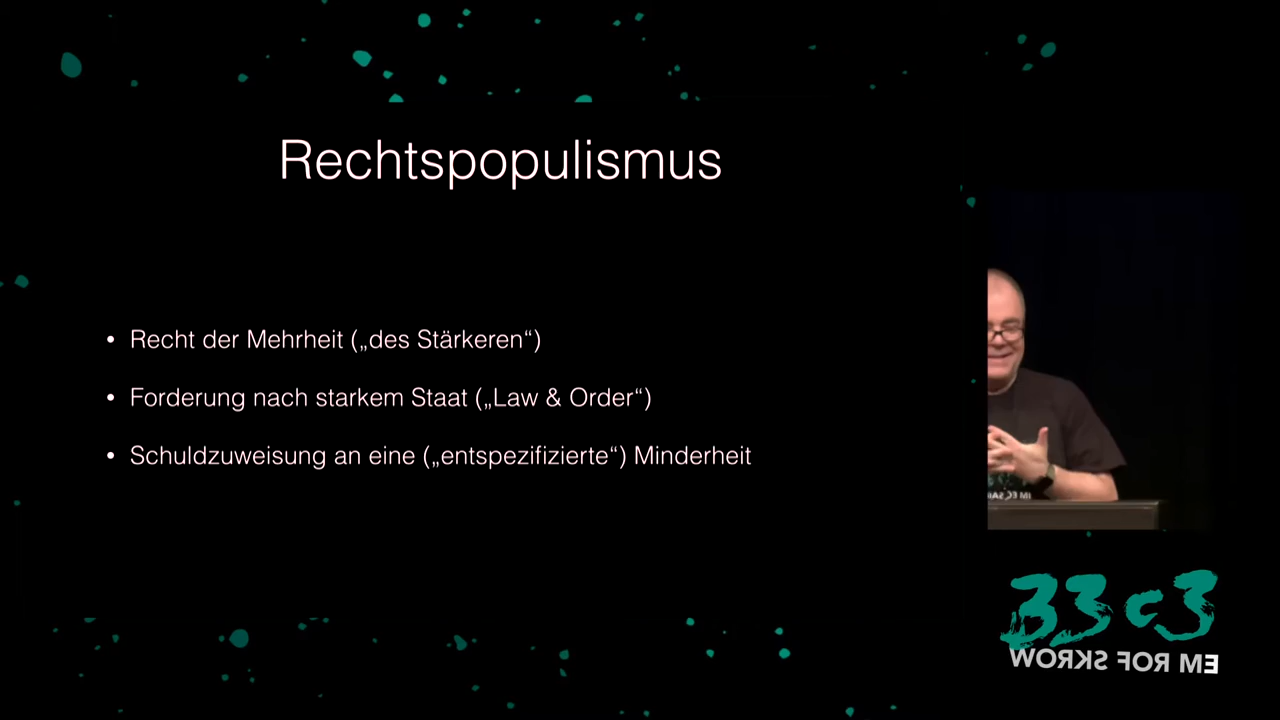 Rechtspopulismus
• Recht der Mehrheit („des Stärkeren“)
• Forderung nach starkem Staat („Law & Order“)
• Schuldzuweisung an eine („entspezifizierte“) Minderheit
33c3
WORKS FOR ME